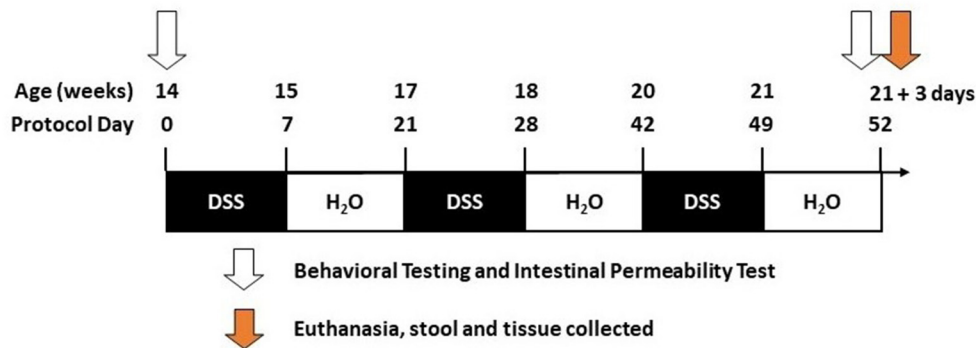 Age (weeks) 14 15 17 18 20 21 21 + 3 days
Protocol Day 0 7 21 28 42 49 52
DSS H₂O DSS H₂O DSS H₂O
Behavioral Testing and Intestinal Permeability Test
Euthanasia, stool and tissue collected